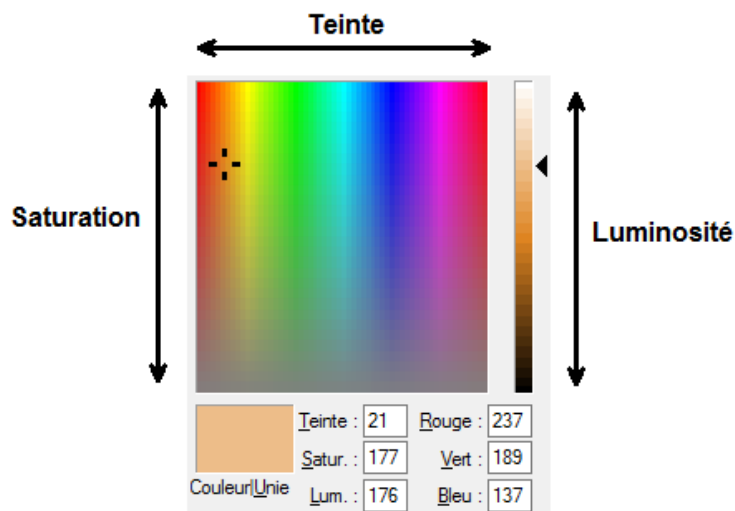 Teinte
Saturation
Luminosité
Teinte : 21 Rouge : 237
Satur. : 177 Vert : 189
Couleur|Unie
Lum. : 176 Bleu : 137